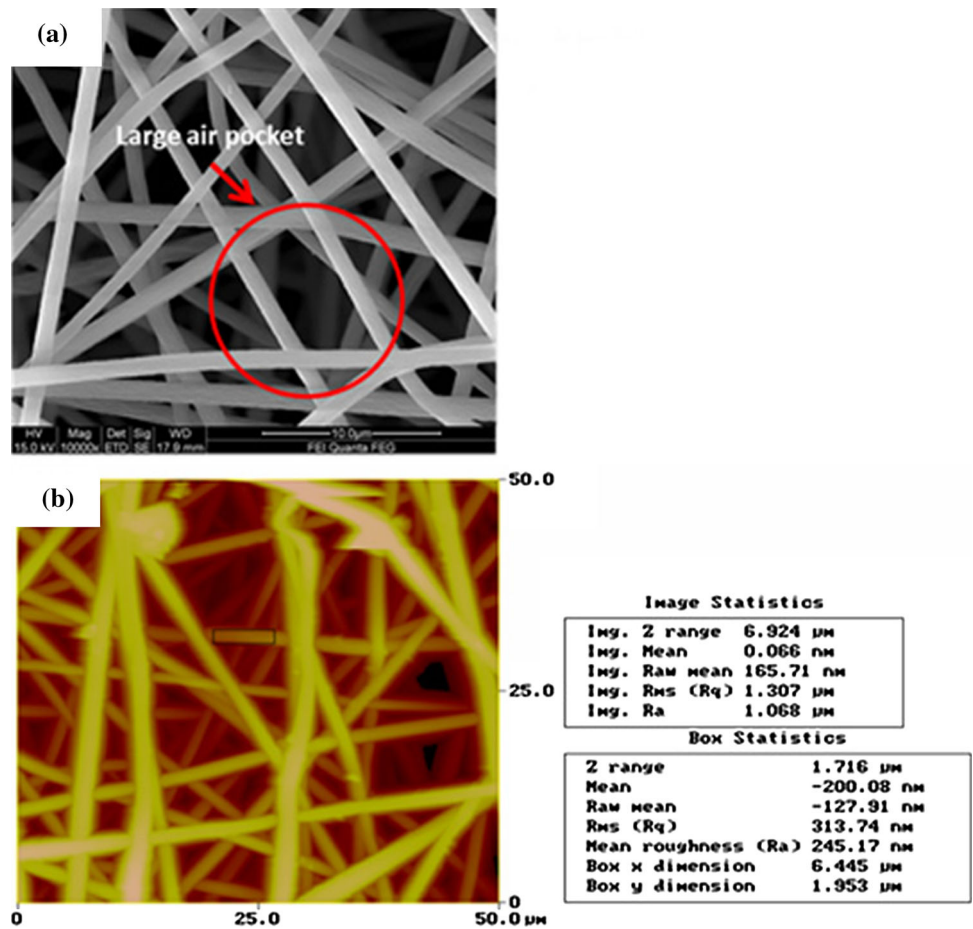 (a)
Large air pocket
HV Mag Det Sig WD 10.0µm
15.0 kV 10000x ETD SE 17.9 mm FEI Quanta FEG
(b)
50.0
25.0
0
0 25.0 50.0 µm
Image Statistics
Img. Z range 6.924 µm
Img. Mean 0.066 nm
Img. Raw mean 165.71 nm
Img. Rms (Rq) 1.307 µm
Img. Ra 1.068 µm
Box Statistics
Z range 1.716 µm
Mean -200.08 nm
Raw mean -127.91 nm
Rms (Rq) 313.74 nm
Mean roughness (Ra) 245.17 nm
Box x dimension 6.445 µm
Box y dimension 1.953 µm